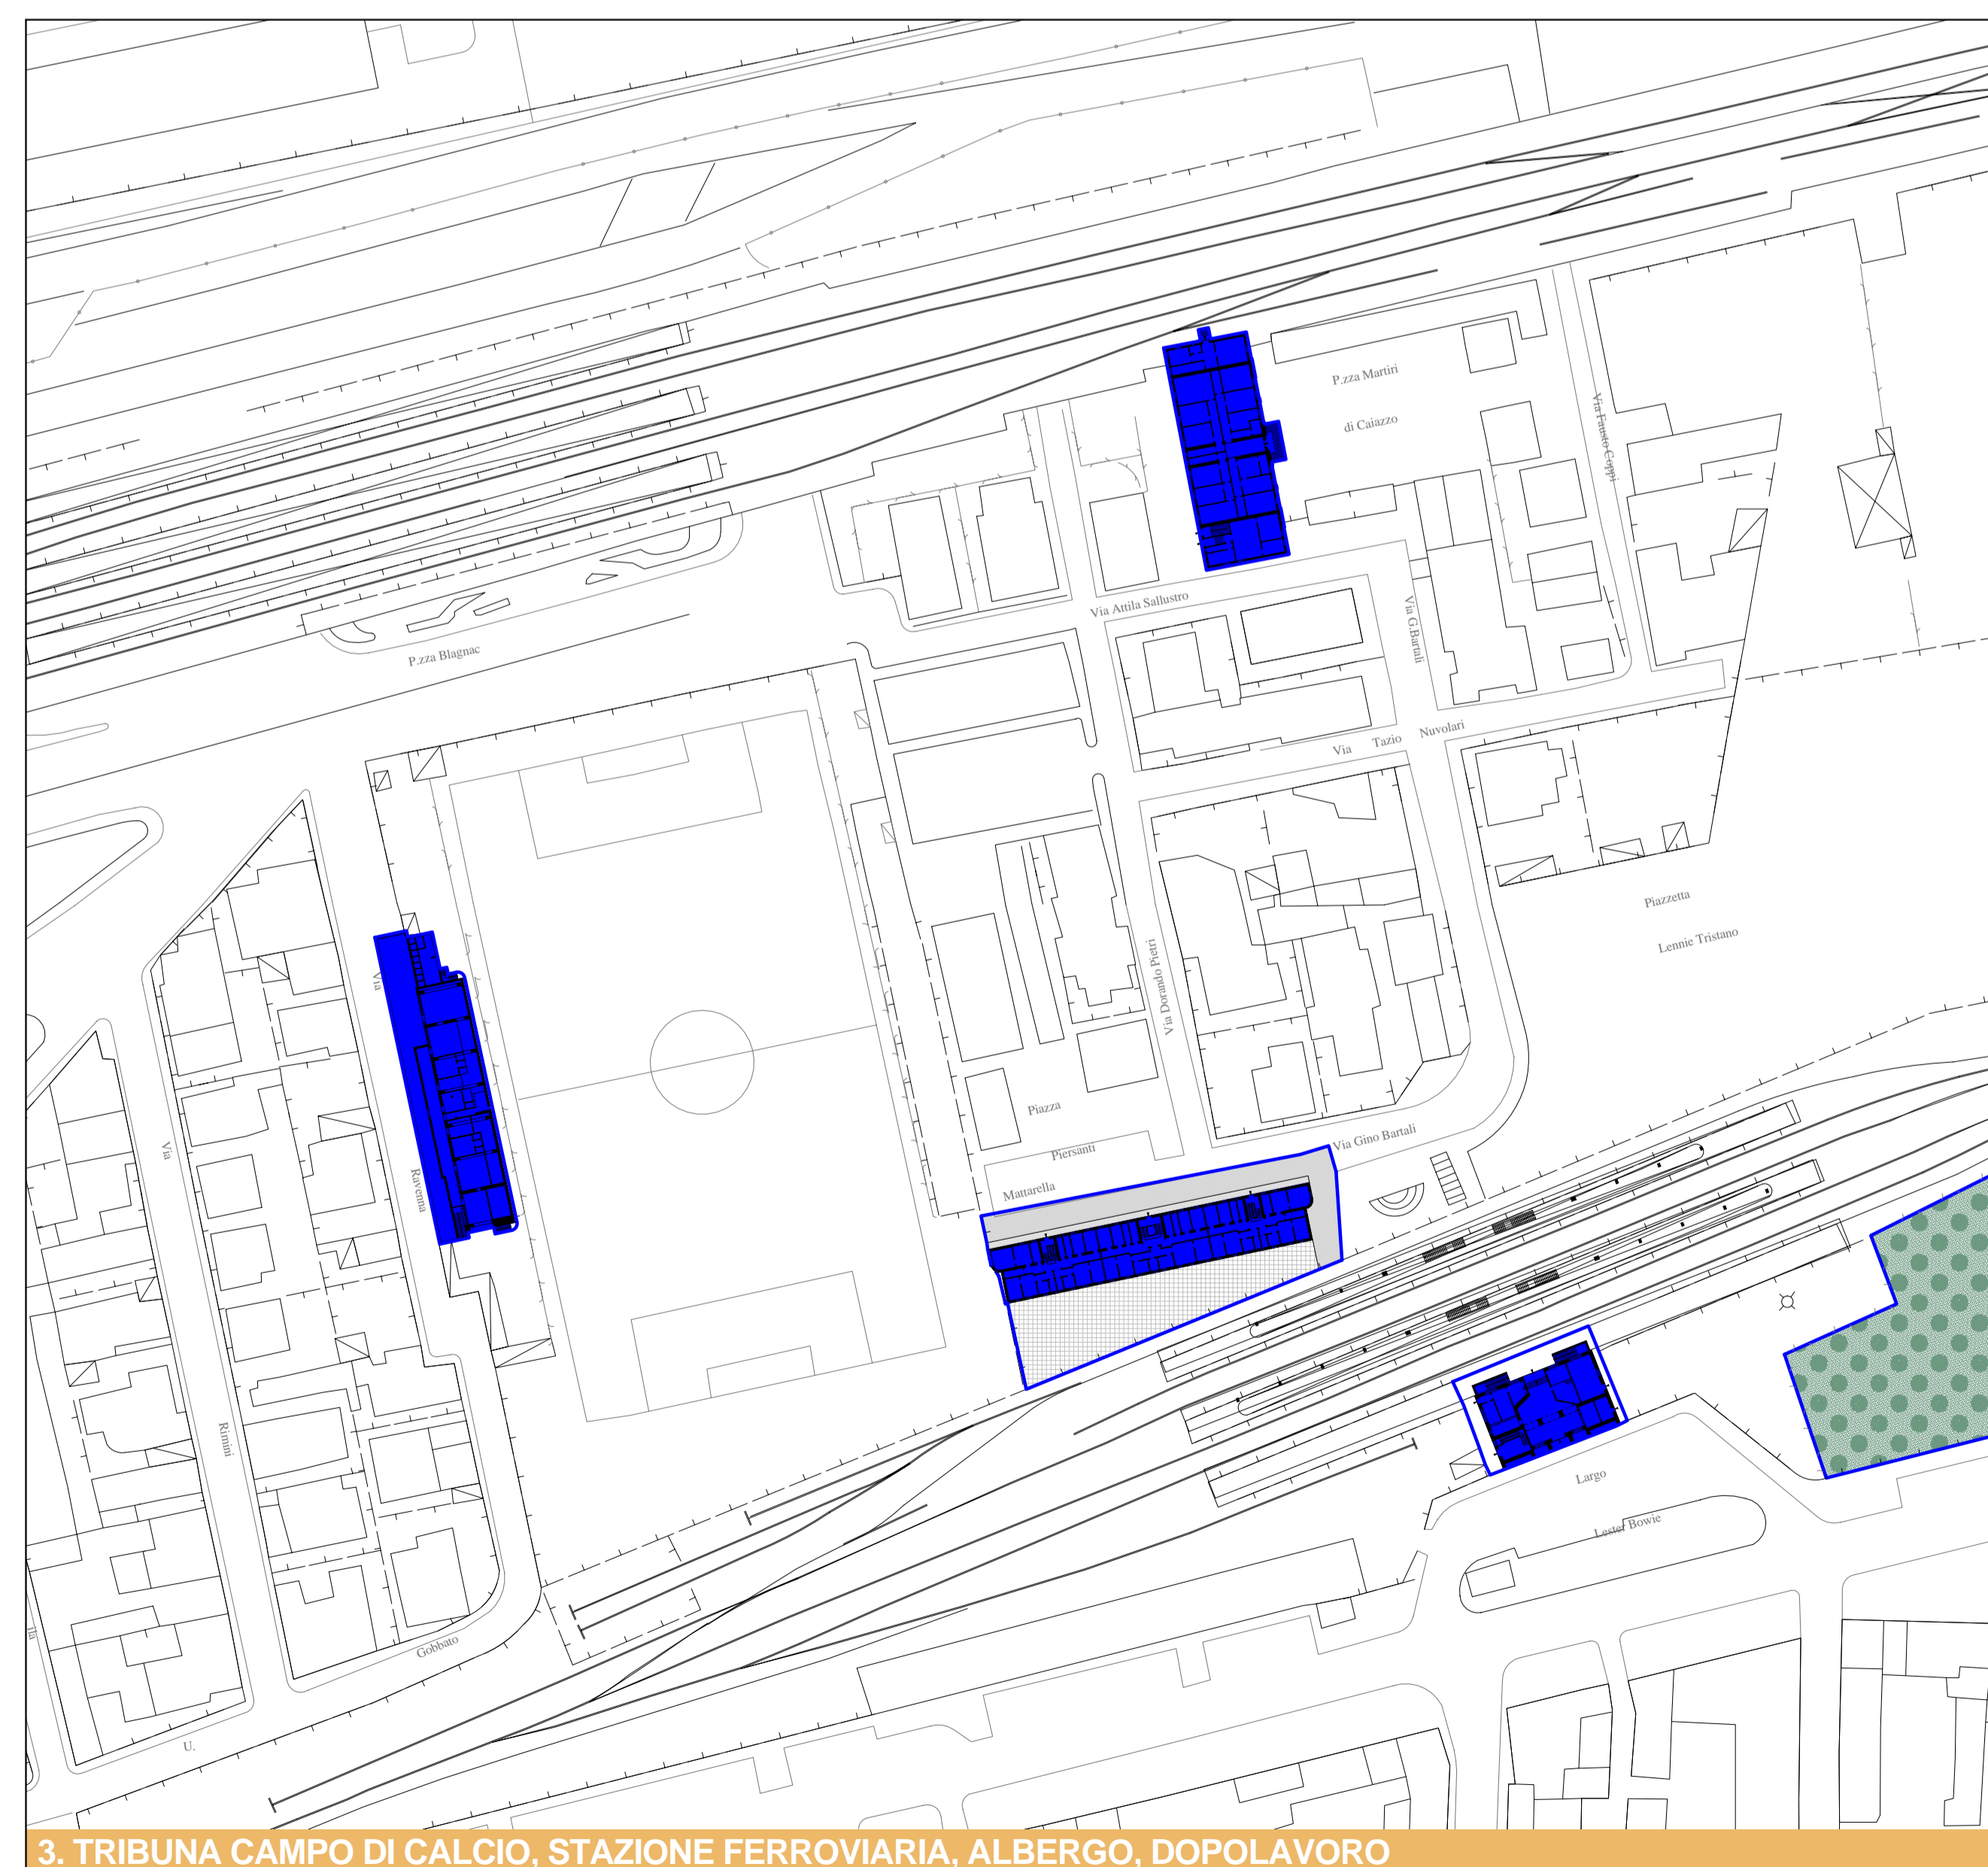 P.zza Martiri
di Caiazzo
Via Fausto Coppi
Via Attila Sallustro
Via G.Bartali
P.zza Blagnac
Via Tazio Nuvolari
Piazzetta
Lennie Tristano
Via
Ravenna
Via Dorando Pietri
Piazza
Piersanti
Mattarella
Via Gino Bartali
Via
Rimini
Largo
Lester Bowie
Gobbato
U.
lla
3. TRIBUNA CAMPO DI CALCIO, STAZIONE FERROVIARIA, ALBERGO, DOPOLAVORO